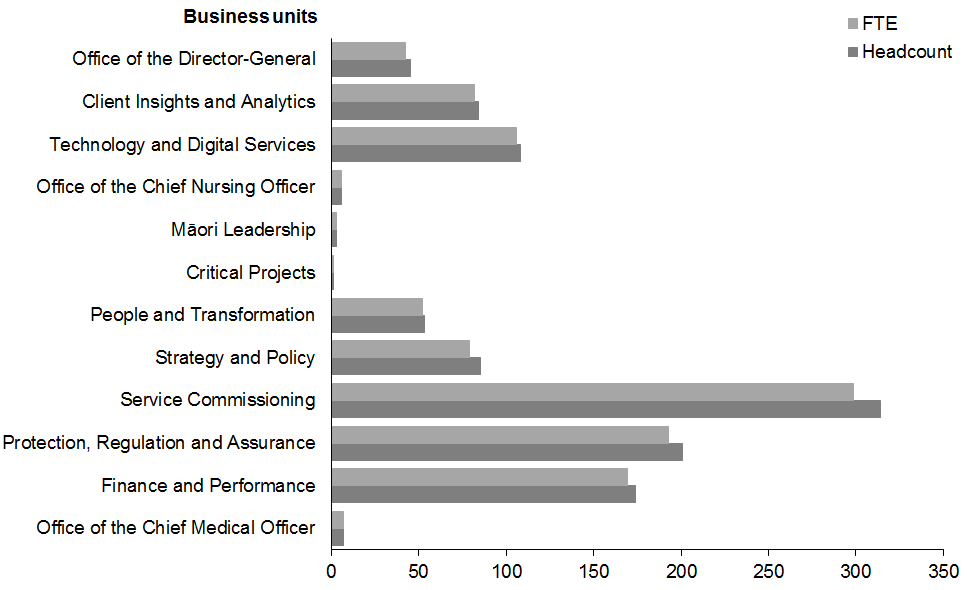 Business units
FTE
Headcount
Office of the Director-General
Client Insights and Analytics
Technology and Digital Services
Office of the Chief Nursing Officer
Māori Leadership
Critical Projects
People and Transformation
Strategy and Policy
Service Commissioning
Protection, Regulation and Assurance
Finance and Performance
Office of the Chief Medical Officer
0 50 100 150 200 250 300 350